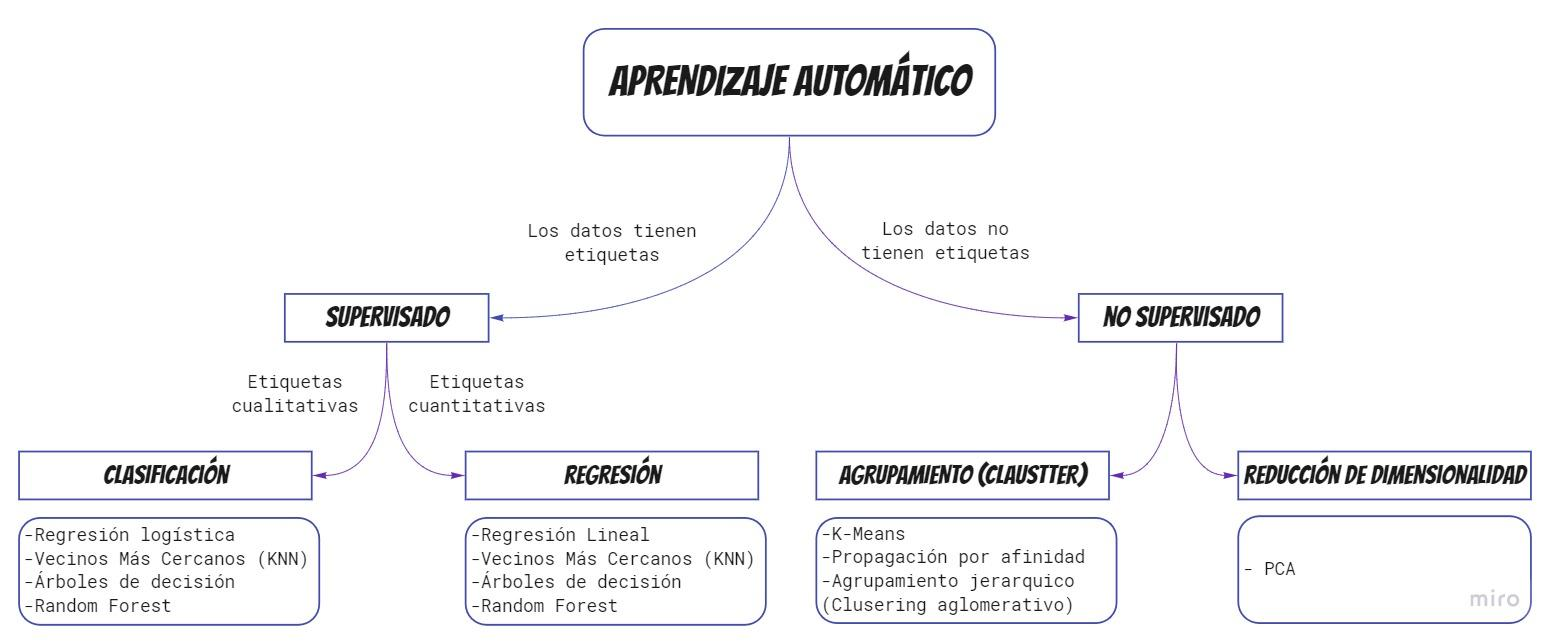 APRENDIZAJE AUTOMÁTICO
Los datos tienen
etiquetas
Los datos no
tienen etiquetas
SUPERVISADO
NO SUPERVISADO
Etiquetas
cualitativas
Etiquetas
cuantitativas
CLASIFICACIÓN
REGRESIÓN
AGRUPAMIENTO (CLAUSTTER)
REDUCCIÓN DE DIMENSIONALIDAD
-Regresión logística
-Vecinos Más Cercanos (KNN)
-Árboles de decisión
-Random Forest
-Regresión Lineal
-Vecinos Más Cercanos (KNN)
-Árboles de decisión
-Random Forest
-K-Means
-Propagación por afinidad
-Agrupamiento jerarquico
(Clusering aglomerativo)
- PCA
miro